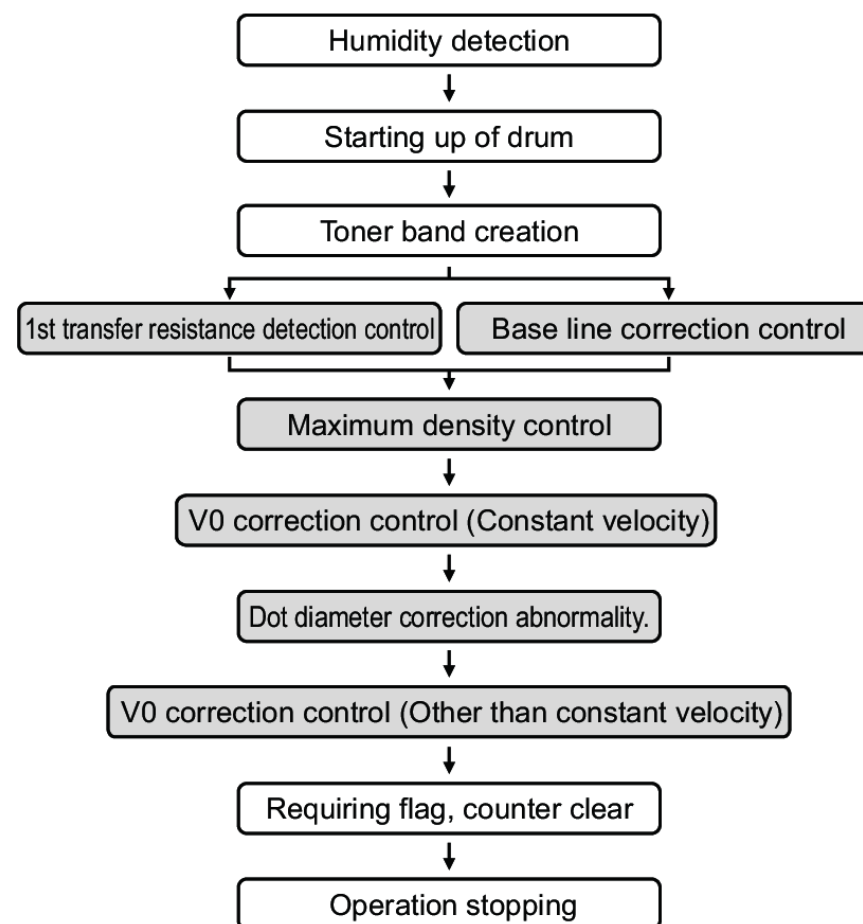 Humidity detection
Starting up of drum
Toner band creation
1st transfer resistance detection control
Base line correction control
Maximum density control
V0 correction control (Constant velocity)
Dot diameter correction abnormality.
V0 correction control (Other than constant velocity)
Requiring flag, counter clear
Operation stopping